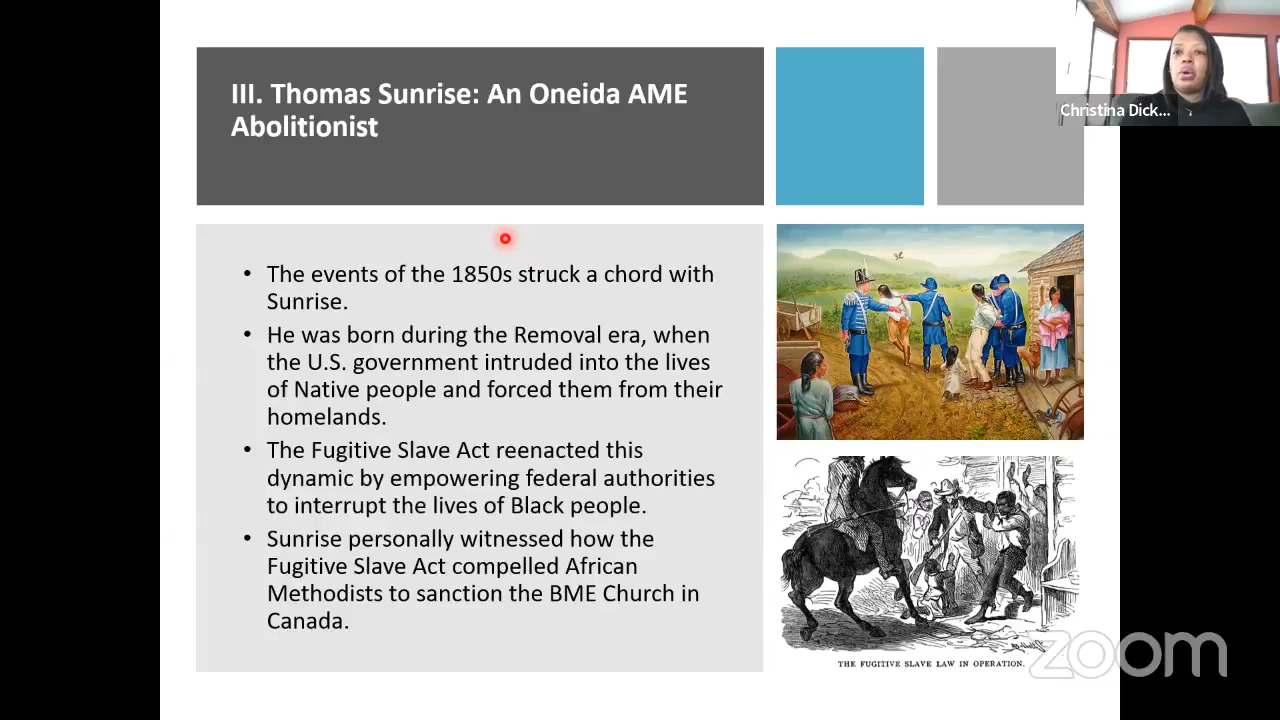 III. Thomas Sunrise: An Oneida AME
Abolitionist
Christina Dick...
• The events of the 1850s struck a chord with
Sunrise.
• He was born during the Removal era, when
the U.S. government intruded into the lives
of Native people and forced them from their
homelands.
• The Fugitive Slave Act reenacted this
dynamic by empowering federal authorities
to interrupt the lives of Black people.
• Sunrise personally witnessed how the
Fugitive Slave Act compelled African
Methodists to sanction the BME Church in
Canada.
THE FUGITIVE SLAVE LAW IN OPERATION.
zoom